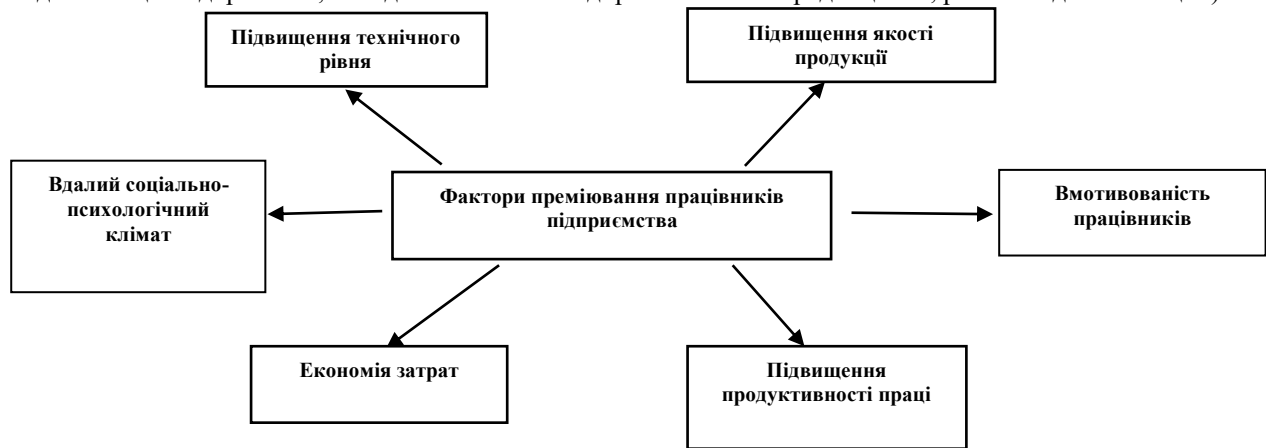 Підвищення технічного
рівня
Підвищення якості
продукції
Вдалий соціально-
психологічний
клімат
Фактори преміювання працівників
підприємства
Вмотивованість
працівників
Економія затрат
Підвищення
продуктивності праці